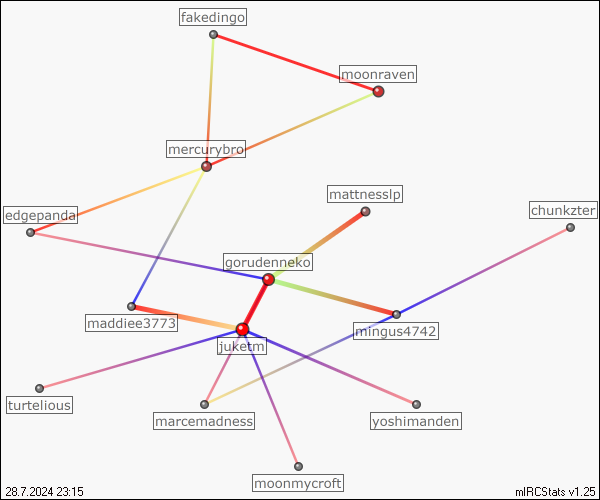 fakedingo
moonraven
mercurybro
mattnesslp
chunkzter
edgepanda
gorudenneko
maddiee3773
mingus4742
juketm
turtelious
marcemadness
yoshimanden
moonmycroft
28.7.2024 23:15
mIRCStats v1.25